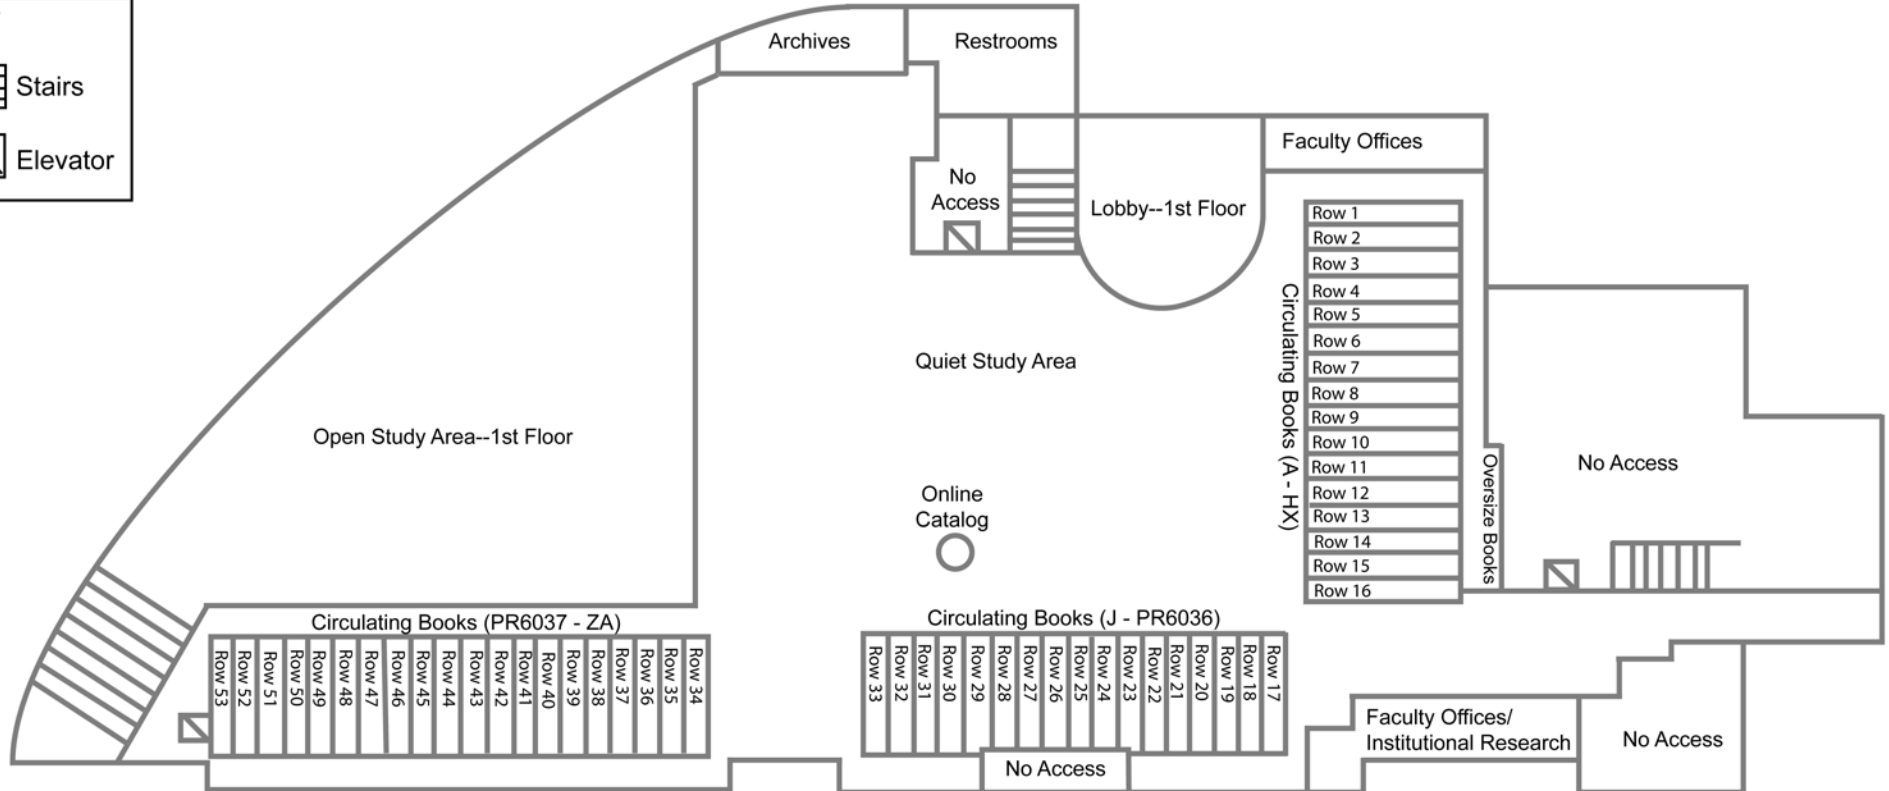 Stairs
Elevator
Archives
Restrooms
Faculty Offices
No
Access
Lobby--1st Floor
Row 1
Row 2
Row 3
Row 4
Row 5
Row 6
Row 7
Row 8
Row 9
Row 10
Row 11
Row 12
Row 13
Row 14
Row 15
Row 16
Circulating Books (A - HX)
Oversize Books
No Access
Quiet Study Area
Open Study Area--1st Floor
Online
Catalog
Circulating Books (PR6037 - ZA)
Row 53
Row 52
Row 51
Row 50
Row 49
Row 48
Row 47
Row 46
Row 45
Row 44
Row 43
Row 42
Row 41
Row 40
Row 39
Row 38
Row 37
Row 36
Row 35
Row 34
Circulating Books (J - PR6036)
Row 33
Row 32
Row 31
Row 30
Row 29
Row 28
Row 27
Row 26
Row 25
Row 24
Row 23
Row 22
Row 21
Row 20
Row 19
Row 18
Row 17
No Access
Faculty Offices/
Institutional Research
No Access